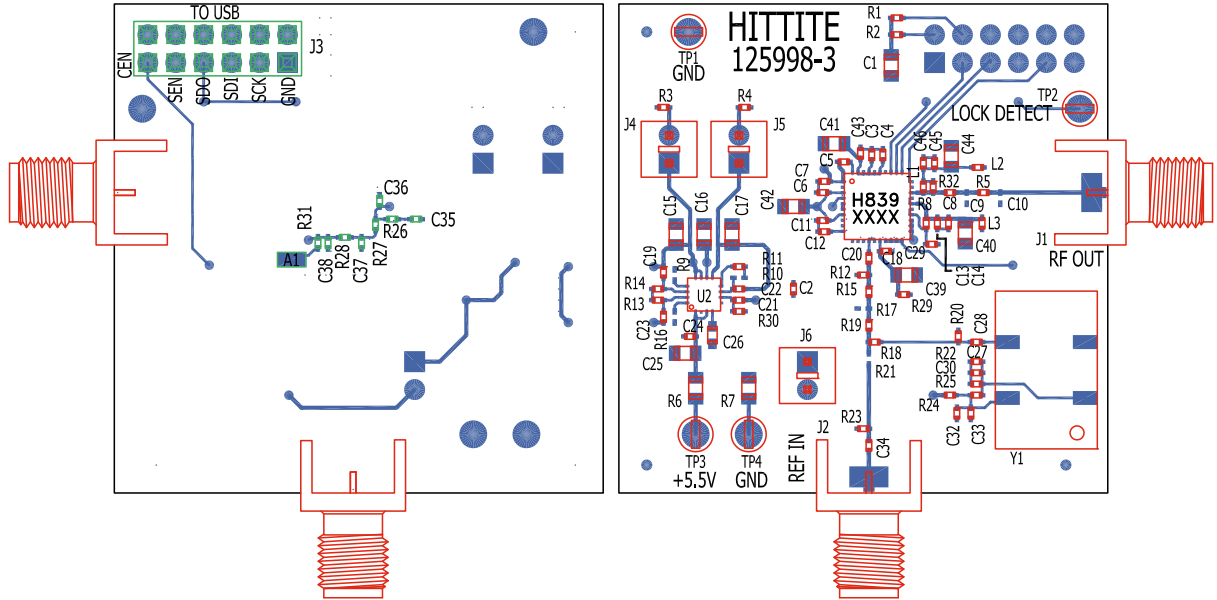 TO USB
J3
CEN
SEN
SDO
SDI
SCK
GND
C36
R31
C35
R26
A1
C38
R28
C37
R27
HITTITE
125998-3
TP1
GND
R1
R2
C1
TP2
LOCK DETECT
R3
R4
J4
J5
C41
C43
C3
C4
C46
C45
C44
L1
L2
C5
C7
C6
C42
R32
R5
H839
XXXX
R8
C8
C9
C10
C15
C16
C17
C11
C12
L3
C40
J1
RF OUT
C19
R9
R11
R10
C20
C18
C29
C13
C14
R14
R13
U2
C22
C21
R30
C2
R12
R15
C39
R29
C23
R16
C24
C26
R17
R19
R20
C28
C25
J6
R18
R22
C27
C30
R21
R25
R6
R7
R24
R23
J2
C32
C33
C34
REF IN
TP3
+5.5V
TP4
GND
Y1